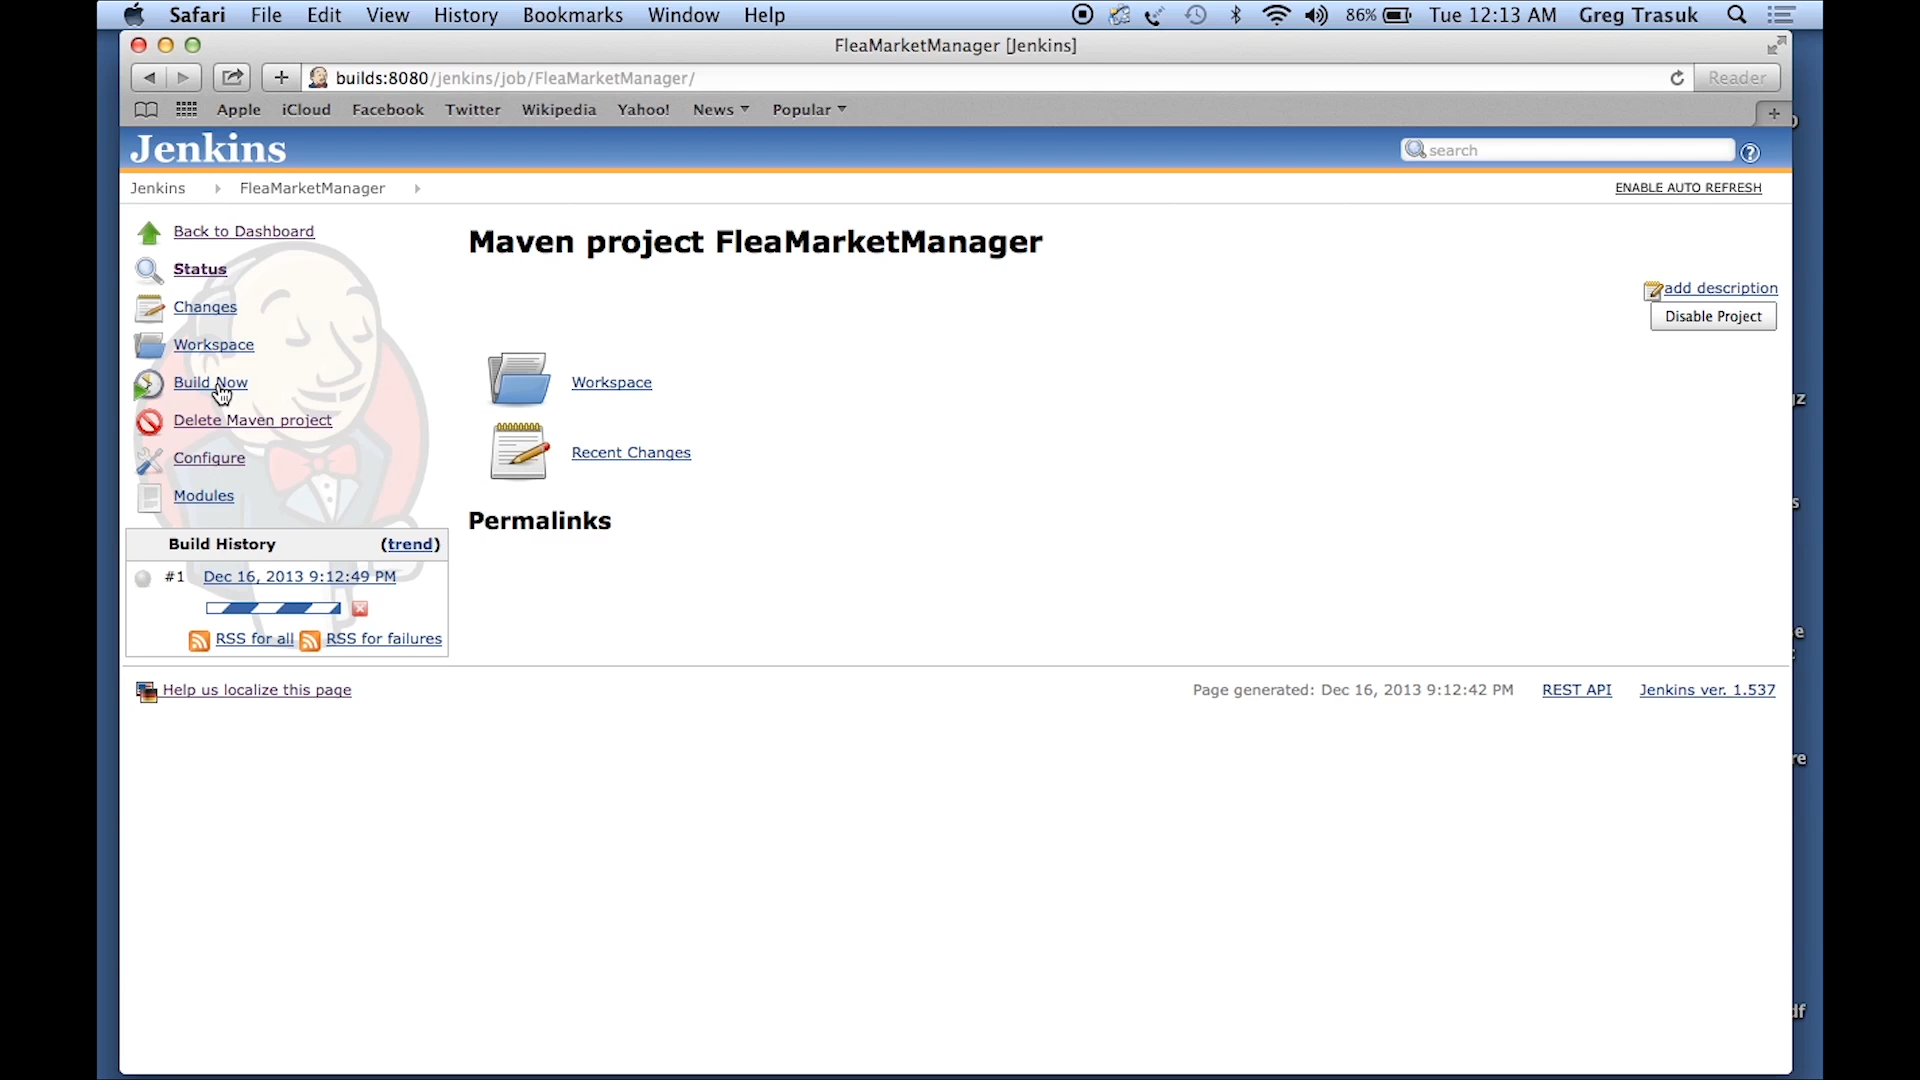 Safari File Edit View History Bookmarks Window Help 86% Tue 12:13 AM Greg Trasuk
FleaMarketManager [Jenkins]
builds:8080/jenkins/job/FleaMarketManager/ Reader
Apple iCloud Facebook Twitter Wikipedia Yahoo! News Popular
Jenkins
search
Jenkins FleaMarketManager ENABLE AUTO REFRESH
Back to Dashboard
Status
Changes
Workspace
Build Now
Delete Maven project
Configure
Modules
Build History (trend)
#1 Dec 16, 2013 9:12:49 PM
RSS for all RSS for failures
Maven project FleaMarketManager
add description
Disable Project
Workspace
Recent Changes
Permalinks
Help us localize this page Page generated: Dec 16, 2013 9:12:42 PM REST API Jenkins ver. 1.537